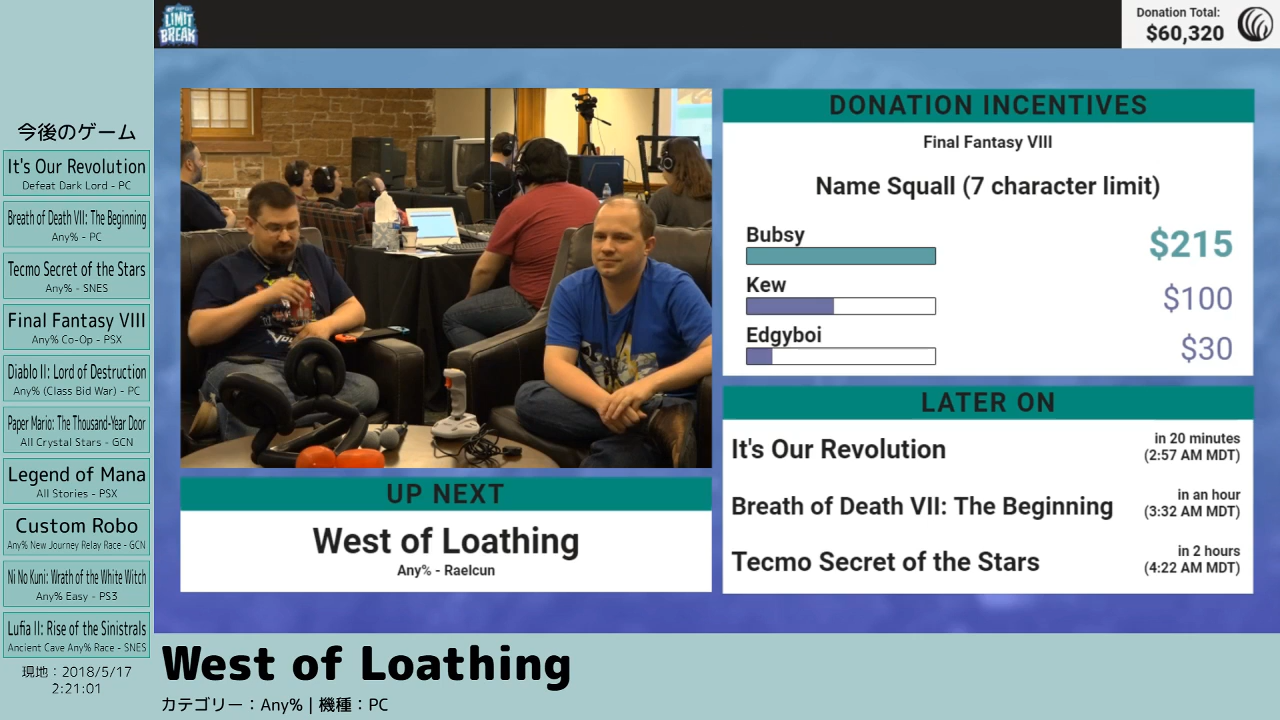 LIMIT
BREAK
Donation Total:
$60,320
今後のゲーム
It's Our Revolution
Defeat Dark Lord - PC
Breath of Death VII: The Beginning
Any% - PC
Tecmo Secret of the Stars
Any% - SNES
Final Fantasy VIII
Any% Co-Op - PSX
Diablo II: Lord of Destruction
Any% (Class Bid War) - PC
Paper Mario: The Thousand-Year Door
All Crystal Stars - GCN
Legend of Mana
All Stories - PSX
Custom Robo
Any% New Journey Relay Race - GCN
Ni No Kuni: Wrath of the White Witch
Any% Easy - PS3
Lufia II: Rise of the Sinistrals
Ancient Cave Any% Race - SNES
現地：2018/5/17
2:21:01
DONATION INCENTIVES
Final Fantasy VIII
Name Squall (7 character limit)
Bubsy
$215
Kew
$100
Edgyboi
$30
LATER ON
It's Our Revolution
in 20 minutes
(2:57 AM MDT)
Breath of Death VII: The Beginning
in an hour
(3:32 AM MDT)
Tecmo Secret of the Stars
in 2 hours
(4:22 AM MDT)
UP NEXT
West of Loathing
Any% - Raelcun
West of Loathing
カテゴリー：Any% | 機種：PC